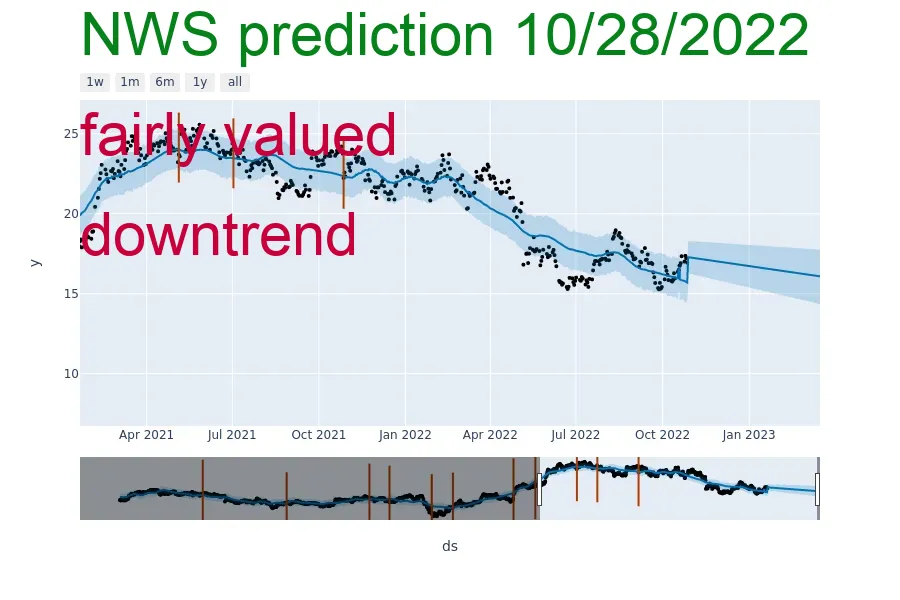 NWS prediction 10/28/2022
1w 1m 6m 1y all
fairly valued
downtrend
25
20
15
10
y
Apr 2021 Jul 2021 Oct 2021 Jan 2022 Apr 2022 Jul 2022 Oct 2022 Jan 2023
ds